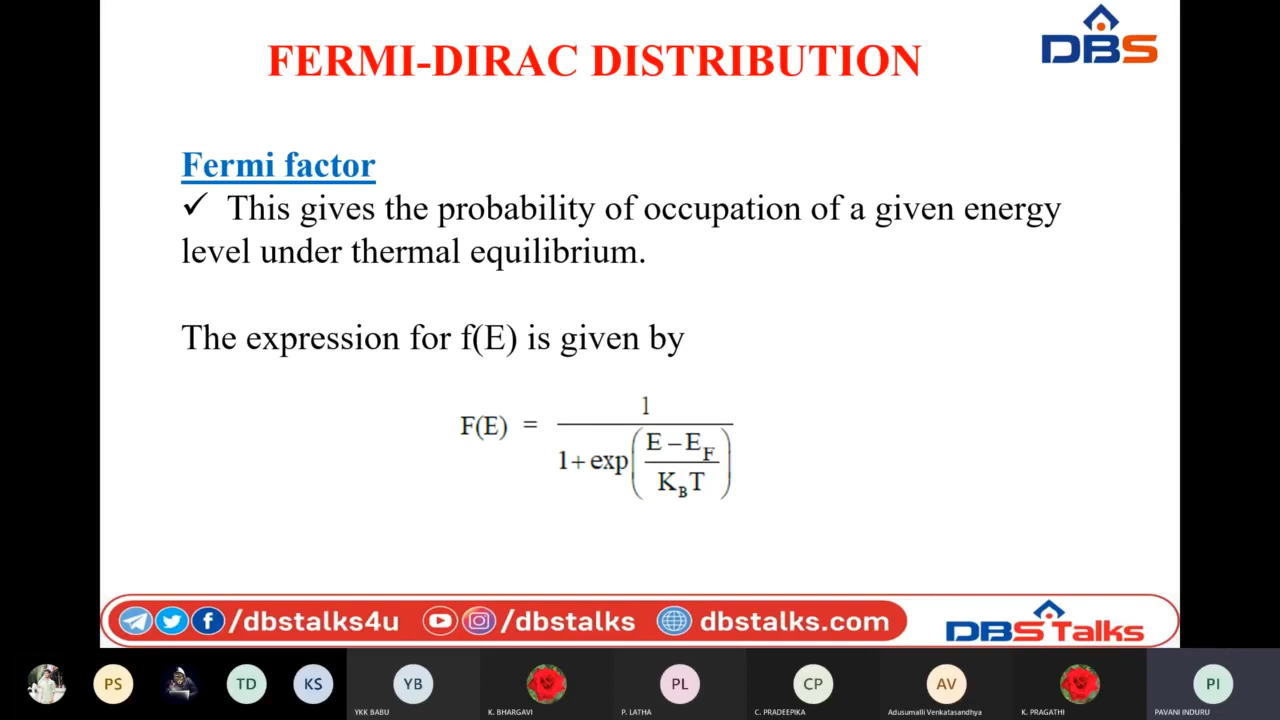 FERMI-DIRAC DISTRIBUTION
DBS
Fermi factor
✓ This gives the probability of occupation of a given energy
level under thermal equilibrium.
The expression for f(E) is given by
F(E) = 1 / (1+exp((E−E_F)/(K_BT)))
/dbstalks4u /dbstalks dbstalks.com
DBS Talks
PS TD KS YB PL CP AV PI
YKK BABU K. BHARGAVI P. LATHA C. PRADEEPIKA Adusumalli Venkatasandhya K. PRAGATHI PAVANI INDURU